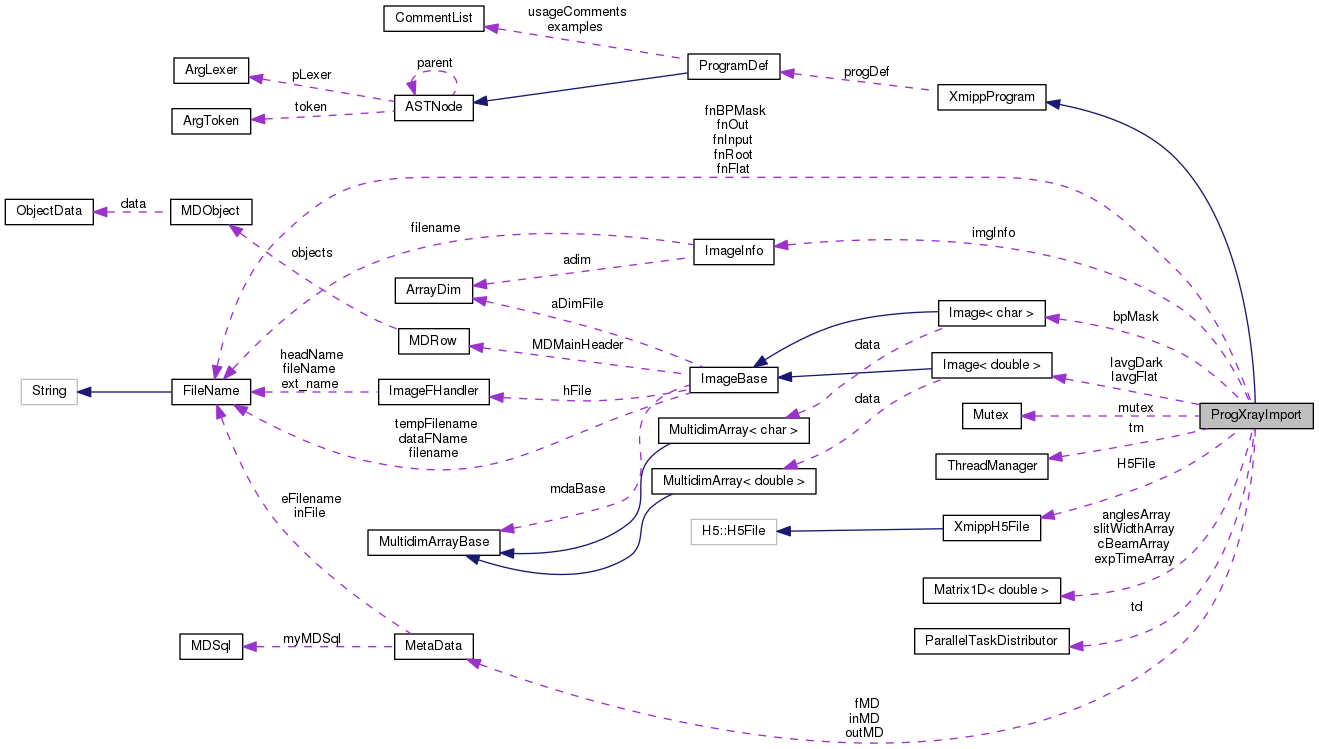 CommentList
usageComments
examples
ArgLexer
pLexer
parent
ProgramDef
progDef
XmippProgram
ArgToken
token
ASTNode
fnBPMask
fnOut
fnInput
fnRoot
fnFlat
ObjectData
data
MDObject
objects
filename
ImageInfo
imgInfo
adim
ArrayDim
aDimFile
Image< char >
bpMask
MDRow
MDMainHeader
data
headName
fileName
ext_name
Image< double >
lavgDark
lavgFlat
String
FileName
ImageFHandler
hFile
ImageBase
data
Mutex
mutex
ProgXrayImport
tempFilename
dataFName
filename
MultidimArray< char >
tm
ThreadManager
H5File
MultidimArray< double >
mdaBase
eFilename
inFile
MultidimArrayBase
H5::H5File
XmippH5File
anglesArray
slitWidthArray
cBeamArray
expTimeArray
Matrix1D< double >
td
ParallelTaskDistributor
MDSql
myMDSql
MetaData
fMD
inMD
outMD